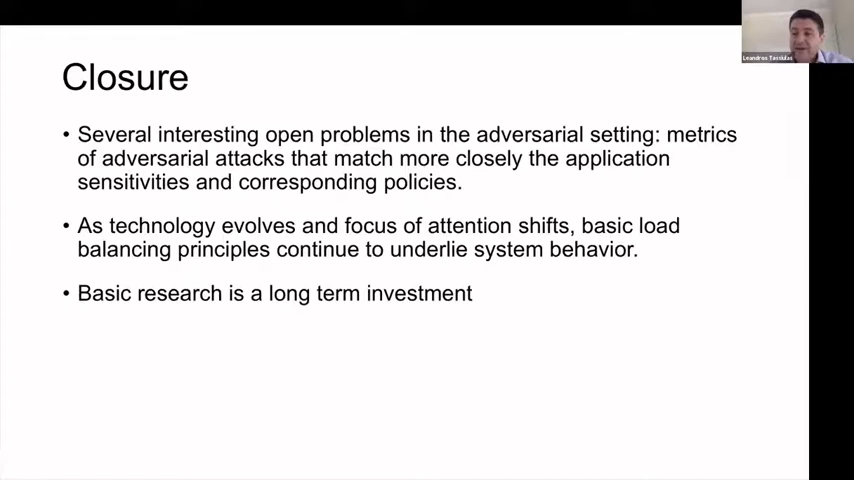 Closure
• Several interesting open problems in the adversarial setting: metrics
of adversarial attacks that match more closely the application
sensitivities and corresponding policies.
• As technology evolves and focus of attention shifts, basic load
balancing principles continue to underlie system behavior.
• Basic research is a long term investment
Leandros Tassiulas